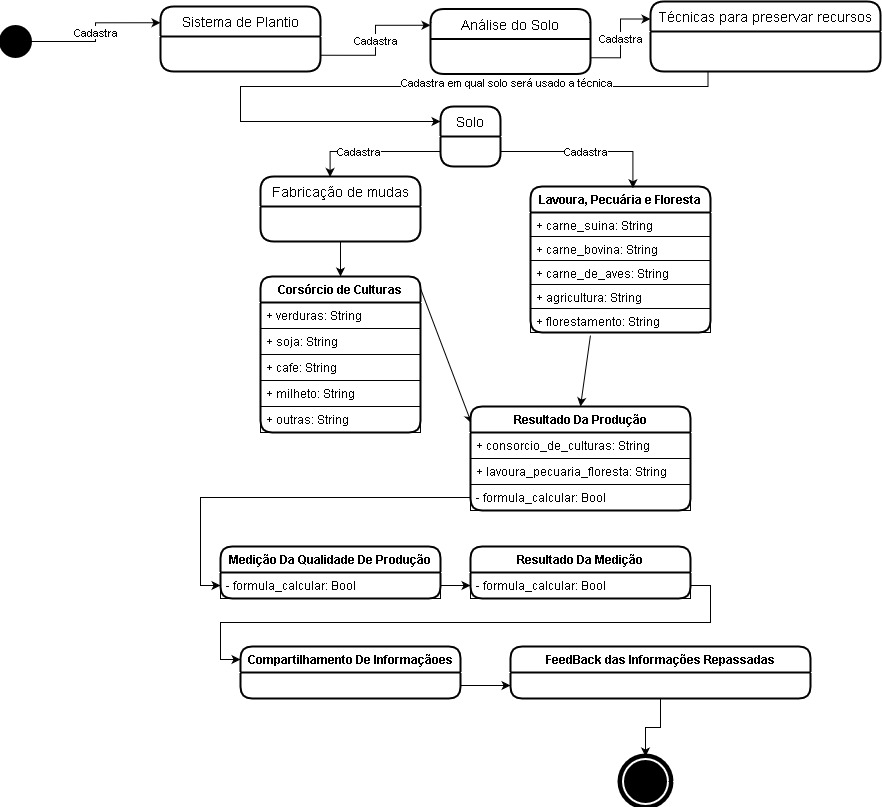 Sistema de Plantio
Análise do Solo
Técnicas para preservar recursos
Cadastra
Cadastra
Cadastra
Cadastra em qual solo será usado a técnica
Solo
Cadastra
Cadastra
Fabricação de mudas
Lavoura, Pecuária e Floresta
+ carne_suina: String
+ carne_bovina: String
+ carne_de_aves: String
+ agricultura: String
+ florestamento: String
Corsórcio de Culturas
+ verduras: String
+ soja: String
+ cafe: String
+ milheto: String
+ outras: String
Resultado Da Produção
+ consorcio_de_culturas: String
+ lavoura_pecuaria_floresta: String
- formula_calcular: Bool
Medição Da Qualidade De Produção
- formula_calcular: Bool
Resultado Da Medição
- formula_calcular: Bool
Compartilhamento De Informaçãoes
FeedBack das Informações Repassadas